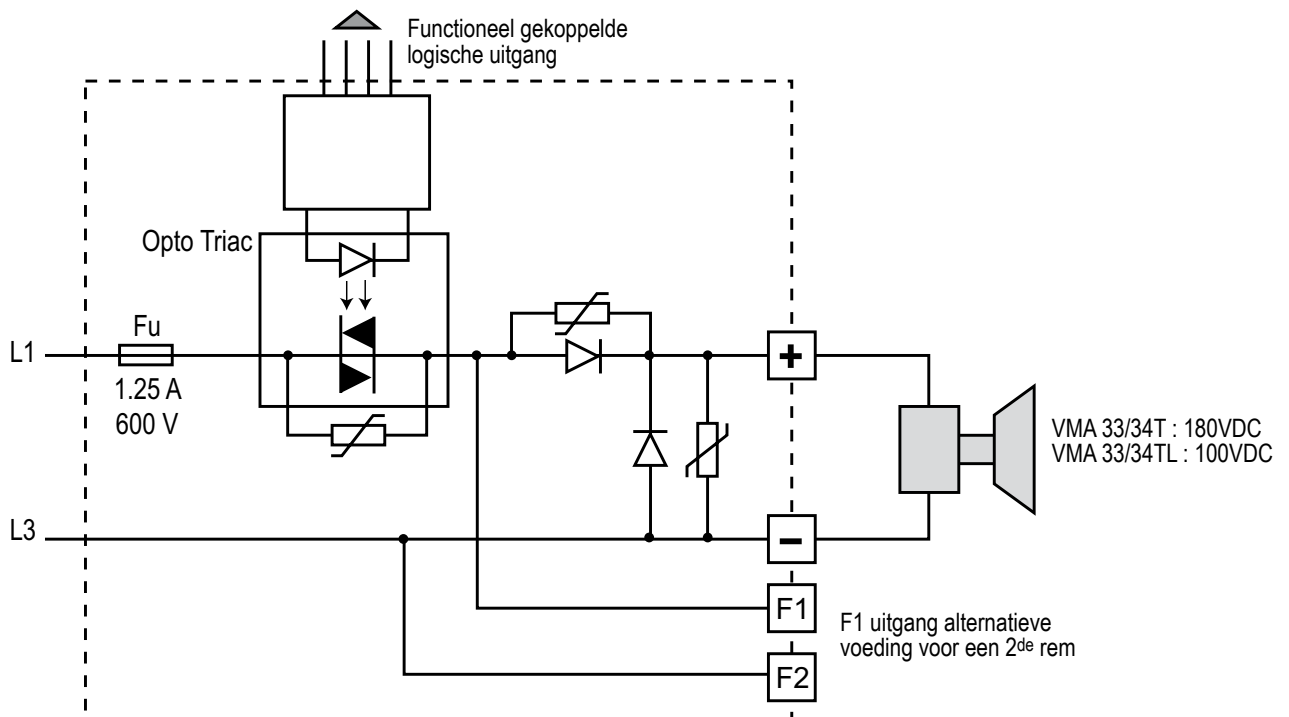 Functioneel gekoppelde
logische uitgang
Opto Triac
Fu
L1
1.25 A
600 V
+
VMA 33/34T : 180VDC
VMA 33/34TL : 100VDC
L3
−
F1
F1 uitgang alternatieve
voeding voor een 2de rem
F2